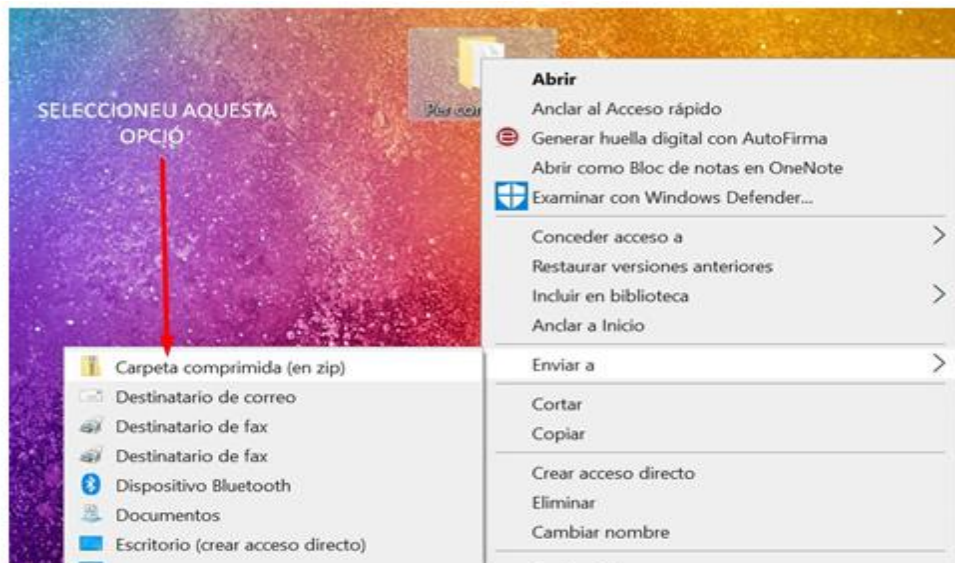 SELECCIONEU AQUESTA
OPCIÓ
Per
Abrir
Anclar al Acceso rápido
Generar huella digital con AutoFirma
Abrir como Bloc de notas en OneNote
Examinar con Windows Defender...
Conceder acceso a
Restaurar versiones anteriores
Incluir en biblioteca
Anclar a Inicio
Enviar a
Cortar
Copiar
Crear acceso directo
Eliminar
Cambiar nombre
Carpeta comprimida (en zip)
Destinatario de correo
Destinatario de fax
Destinatario de fax
Dispositivo Bluetooth
Documentos
Escritorio (crear acceso directo)